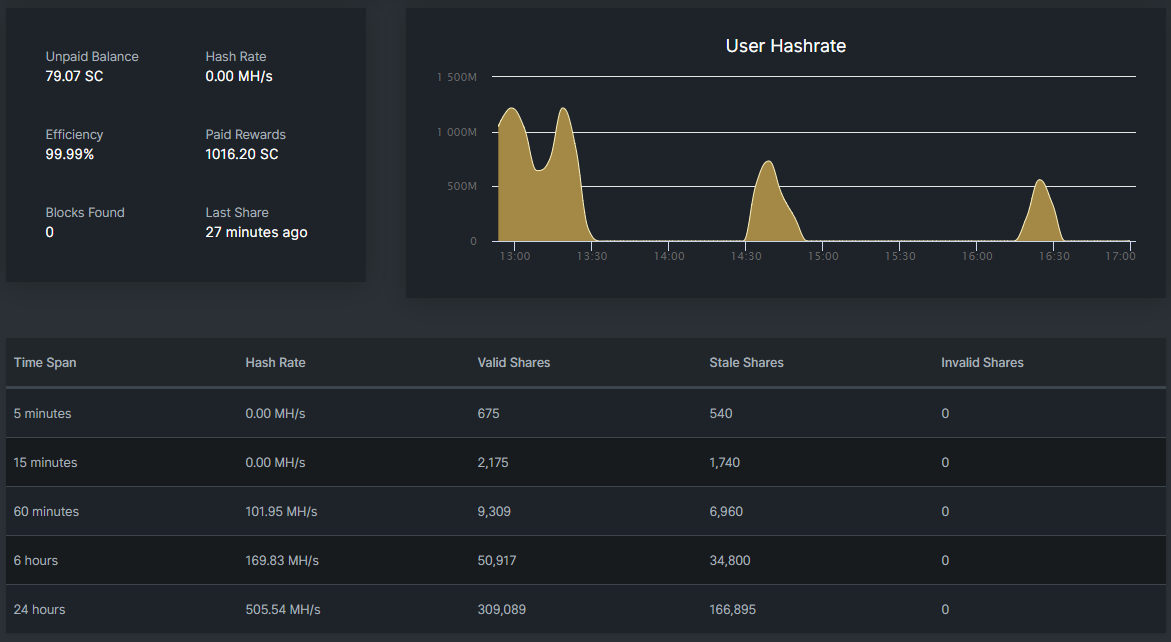 Unpaid Balance Hash Rate
79.07 SC 0.00 MH/s
Efficiency Paid Rewards
99.99% 1016.20 SC
Blocks Found Last Share
0 27 minutes ago
User Hashrate
1 500M
1 000M
500M
0
13:00 13:30 14:00 14:30 15:00 15:30 16:00 16:30 17:00
Time Span Hash Rate Valid Shares Stale Shares Invalid Shares
5 minutes 0.00 MH/s 675 540 0
15 minutes 0.00 MH/s 2,175 1,740 0
60 minutes 101.95 MH/s 9,309 6,960 0
6 hours 169.83 MH/s 50,917 34,800 0
24 hours 505.54 MH/s 309,089 166,895 0